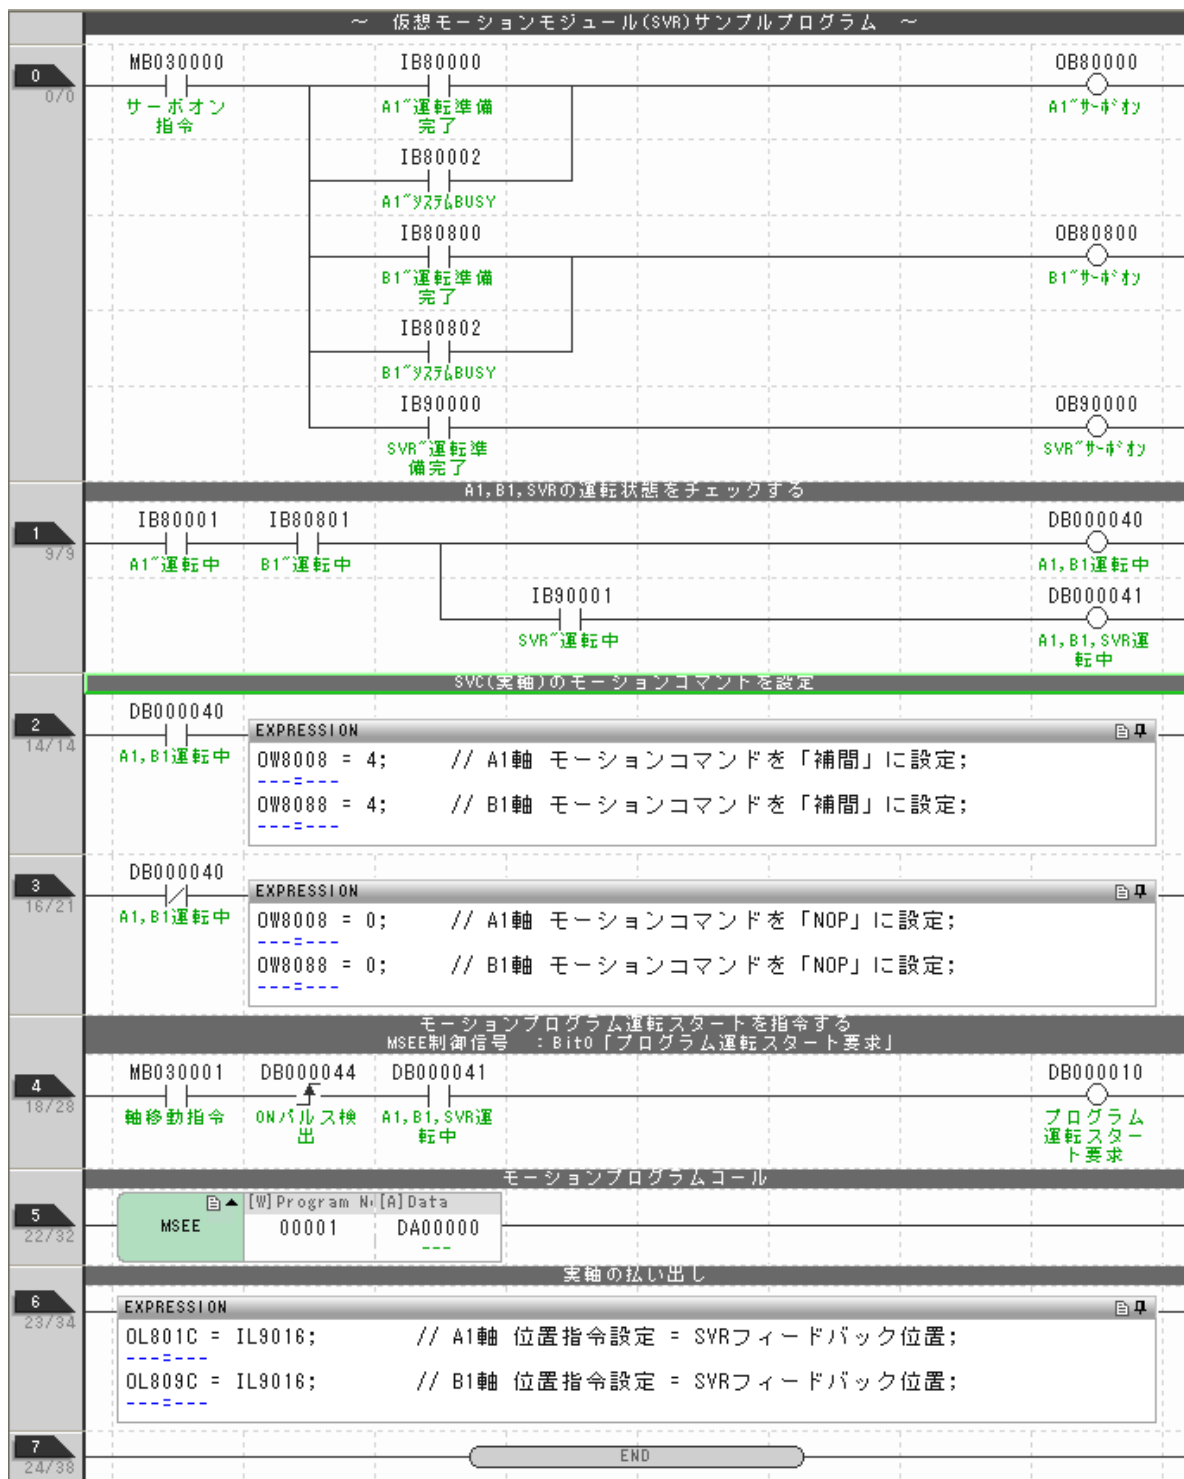 ～ 仮想モーションモジュール(SVR)サンプルプログラム ～
0
0/0
MB030000 IB80000 OB80000
サーボオン
指令
A1~運転準備
完了
A1~ｻｰﾎﾞｵﾝ
IB80002
A1~ｼｽﾃﾑBUSY
IB80800 OB80800
B1~運転準備
完了
B1~ｻｰﾎﾞｵﾝ
IB80802
B1~ｼｽﾃﾑBUSY
IB90000 OB90000
SVR~運転準
備完了
SVR~ｻｰﾎﾞｵﾝ
A1,B1,SVRの運転状態をチェックする
1
9/9
IB80001 IB80801 DB000040
A1~運転中 B1~運転中 A1,B1運転中
IB90001 DB000041
SVR~運転中
A1,B1,SVR運
転中
SVC(実軸)のモーションコマンドを設定
2
14/14
DB000040
A1,B1運転中
EXPRESSION
OW8008 = 4; // A1軸 モーションコマンドを「補間」に設定;
---=---
OW8088 = 4; // B1軸 モーションコマンドを「補間」に設定;
---=---
3
16/21
DB000040
A1,B1運転中
EXPRESSION
OW8008 = 0; // A1軸 モーションコマンドを「NOP」に設定;
---=---
OW8088 = 0; // B1軸 モーションコマンドを「NOP」に設定;
---=---
モーションプログラム運転スタートを指令する
MSEE制御信号 :Bit0「プログラム運転スタート要求」
4
18/28
MB030001 DB000044 DB000041 DB000010
軸移動指令
ONパルス検
出
A1,B1,SVR運
転中
プログラム
運転スター
ト要求
モーションプログラムコール
5
22/32
MSEE
[W]Program N [A]Data
00001 DA00000
---
実軸の払い出し
6
23/34
EXPRESSION
OL801C = IL9016; // A1軸 位置指令設定 = SVRフィードバック位置;
---=---
OL809C = IL9016; // B1軸 位置指令設定 = SVRフィードバック位置;
---=---
7
24/38
END